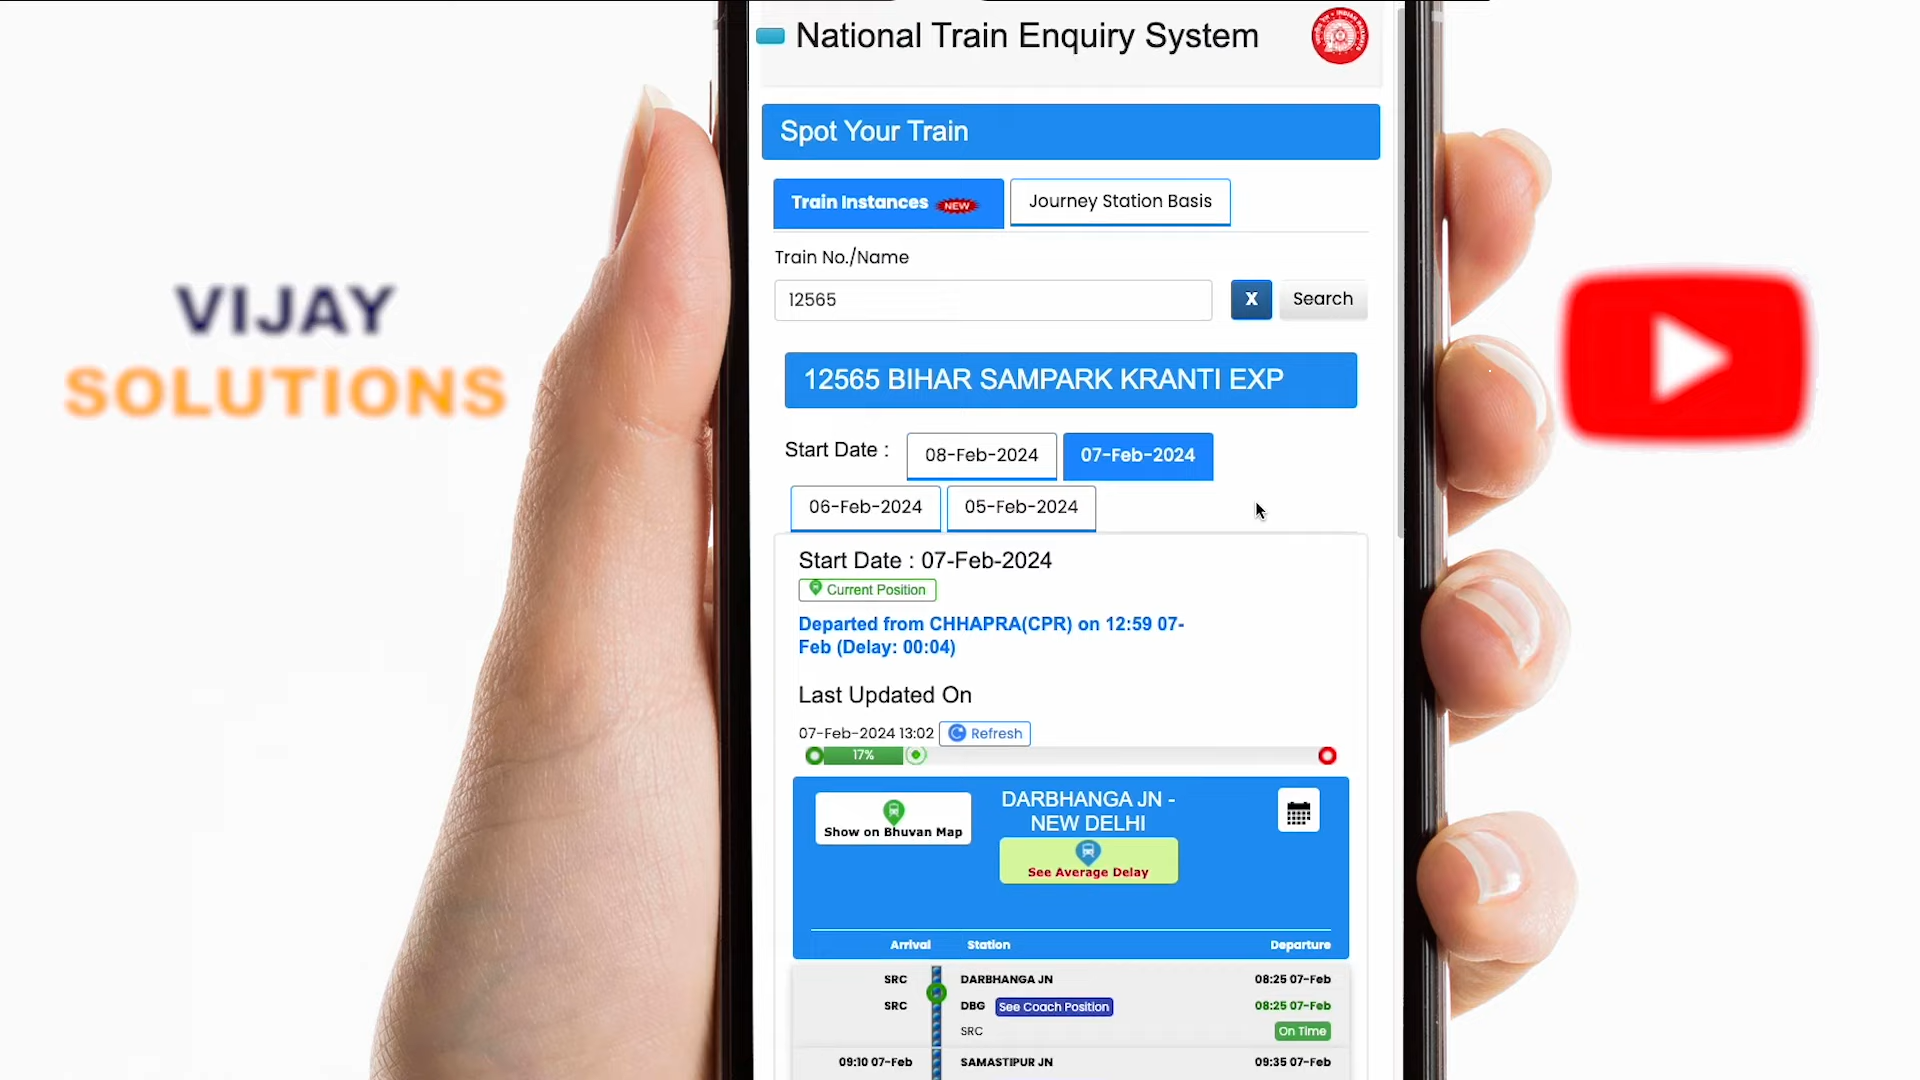 National Train Enquiry System
Spot Your Train
Train Instances NEW
Journey Station Basis
Train No./Name
12565
X
Search
VIJAY
SOLUTIONS
12565 BIHAR SAMPARK KRANTI EXP
Start Date :
08-Feb-2024
07-Feb-2024
06-Feb-2024
05-Feb-2024
Start Date : 07-Feb-2024
Current Position
Departed from CHHAPRA(CPR) on 12:59 07-
Feb (Delay: 00:04)
Last Updated On
07-Feb-2024 13:02
Refresh
17%
Show on Bhuvan Map
DARBHANGA JN -
NEW DELHI
See Average Delay
Arrival Station Departure
SRC DARBHANGA JN 08:25 07-Feb
SRC DBG See Coach Position 08:25 07-Feb
SRC On Time
09:10 07-Feb SAMASTIPUR JN 09:35 07-Feb